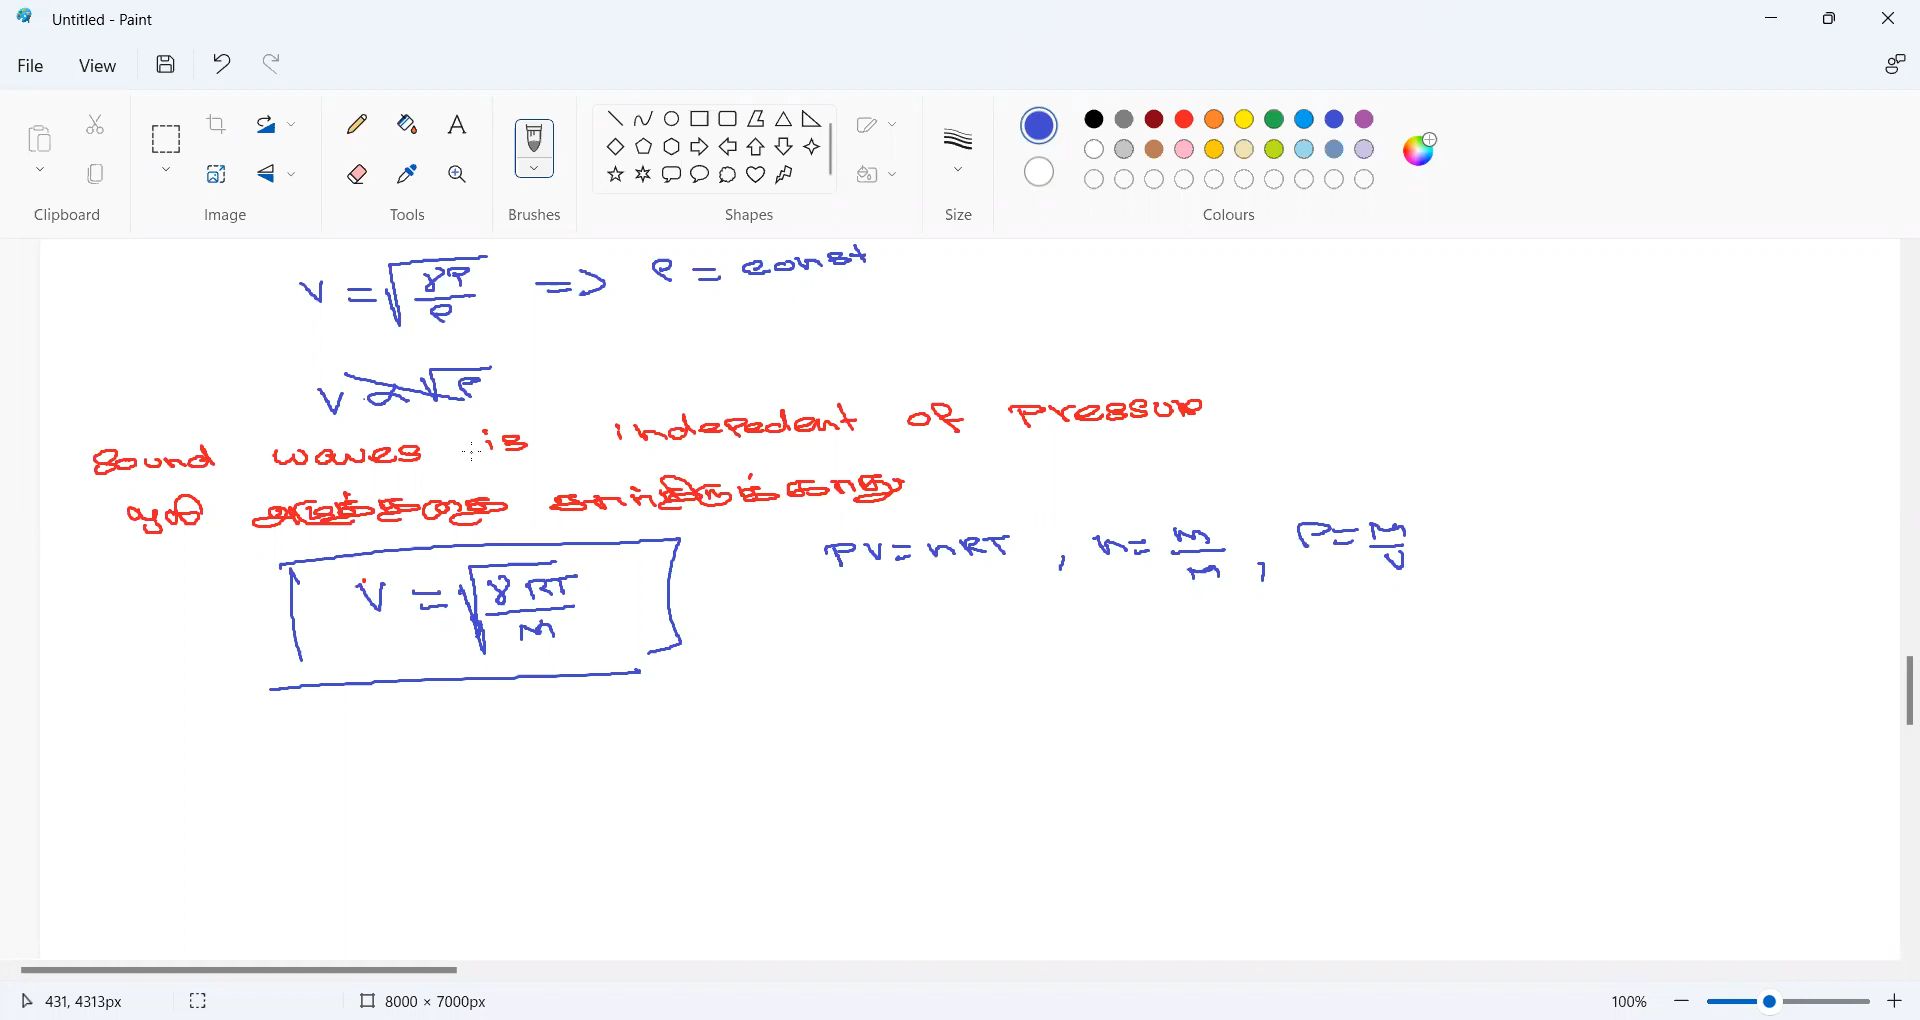 Untitled - Paint
File View
Clipboard Image Tools Brushes Shapes Size Colours
V = √(γP/ρ) => ρ = const
V α √P
sound waves is indepedent of pressure
PV = nRT , n = m/M , ρ = m/V
V = √(γRT/M)
431, 4313px 8000 × 7000px 100%